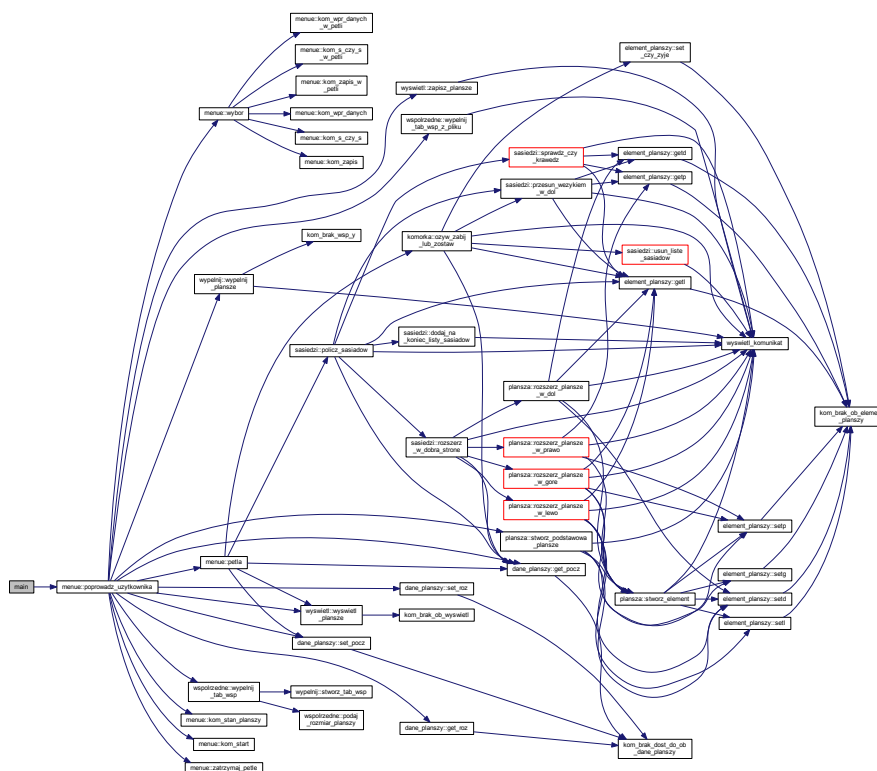 menue::kom_wpr_danych
_w_petli
menue::kom_s_czy_s
_w_petli
menue::kom_zapis_w
_petli
menue::wybor
menue::kom_wpr_danych
menue::kom_s_czy_s
menue::kom_zapis
element_planszy::set
_czy_zyje
wyswietl::zapisz_plansze
wspolrzedne::wypelnij
_tab_wsp_z_pliku
sasiedzi::sprawdz_czy
_krawedz
element_planszy::getd
element_planszy::getp
sasiedzi::przesun_wezykiem
_w_dol
kom_brak_wsp_y
komorka::ozyw_zabij
_lub_zostaw
sasiedzi::usun_liste
_sasiadow
wypelnij::wypelnij
_plansze
element_planszy::getl
sasiedzi::dodaj_na
_koniec_listy_sasiadow
sasiedzi::policz_sasiadow
wyswietl_komunikat
plansza::rozszerz_plansze
_w_dol
kom_brak_ob_eleme
_planszy
sasiedzi::rozszerz
_w_dobra_strone
plansza::rozszerz_plansze
_w_prawo
plansza::rozszerz_plansze
_w_gore
plansza::rozszerz_plansze
_w_lewo
element_planszy::setp
plansza::stworz_podstawowa
_plansze
menue::petla
dane_planszy::get_pocz
element_planszy::setg
main
menue::poprowadz_uzytkownika
dane_planszy::set_roz
plansza::stworz_element
element_planszy::setd
wyswietl::wyswietl
_plansze
kom_brak_ob_wyswietl
element_planszy::setl
dane_planszy::set_pocz
wspolrzedne::wypelnij
_tab_wsp
wypelnij::stworz_tab_wsp
menue::kom_stan_planszy
wspolrzedne::podaj
_rozmiar_planszy
dane_planszy::get_roz
menue::kom_start
kom_brak_dost_do_ob
_dane_planszy
menue::zatrzymaj_petle